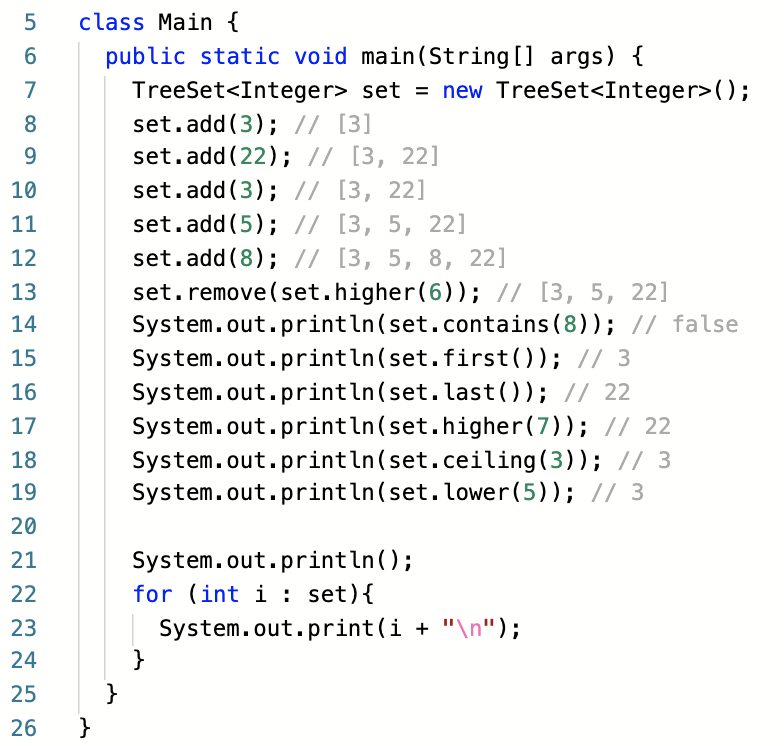 5 class Main {
6 public static void main(String[] args) {
7 TreeSet<Integer> set = new TreeSet<Integer>();
8 set.add(3); // [3]
9 set.add(22); // [3, 22]
10 set.add(3); // [3, 22]
11 set.add(5); // [3, 5, 22]
12 set.add(8); // [3, 5, 8, 22]
13 set.remove(set.higher(6)); // [3, 5, 22]
14 System.out.println(set.contains(8)); // false
15 System.out.println(set.first()); // 3
16 System.out.println(set.last()); // 22
17 System.out.println(set.higher(7)); // 22
18 System.out.println(set.ceiling(3)); // 3
19 System.out.println(set.lower(5)); // 3
20
21 System.out.println();
22 for (int i : set){
23 System.out.print(i + "\n");
24 }
25 }
26 }